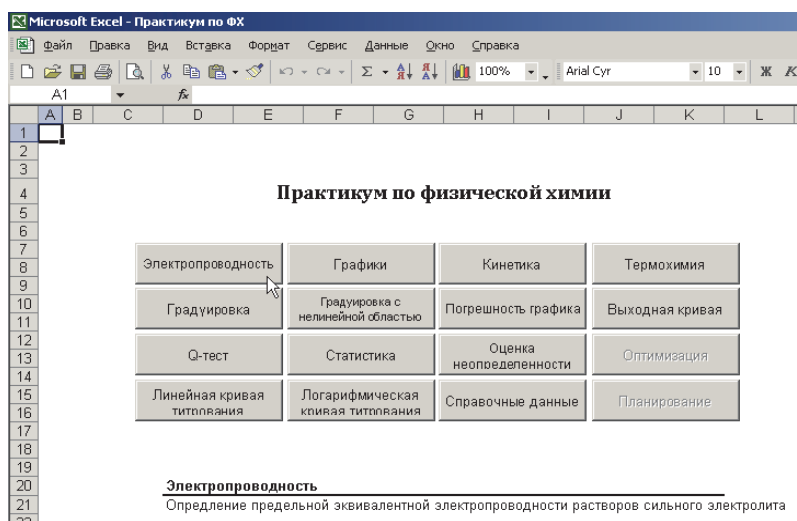 Microsoft Excel - Практикум по ФХ
Файл Правка Вид Вставка Формат Сервис Данные Окно Справка
100% Arial Cyr 10 Ж К
A1 fx
A B C D E F G H I J K L
1
2
3
4 Практикум по физической химии
5
6
7
8 Электропроводность Графики Кинетика Термохимия
9
10 Градуировка Градуировка с нелинейной областью Погрешность графика Выходная кривая
11
12
13 Q-тест Статистика Оценка неопределенности Оптимизация
14
15 Линейная кривая титрования Логарифмическая кривая титрования Справочные данные Планирование
16
17
18
19
20 Электропроводность
21 Опредление предельной эквивалентной электропроводности растворов сильного электролита
22